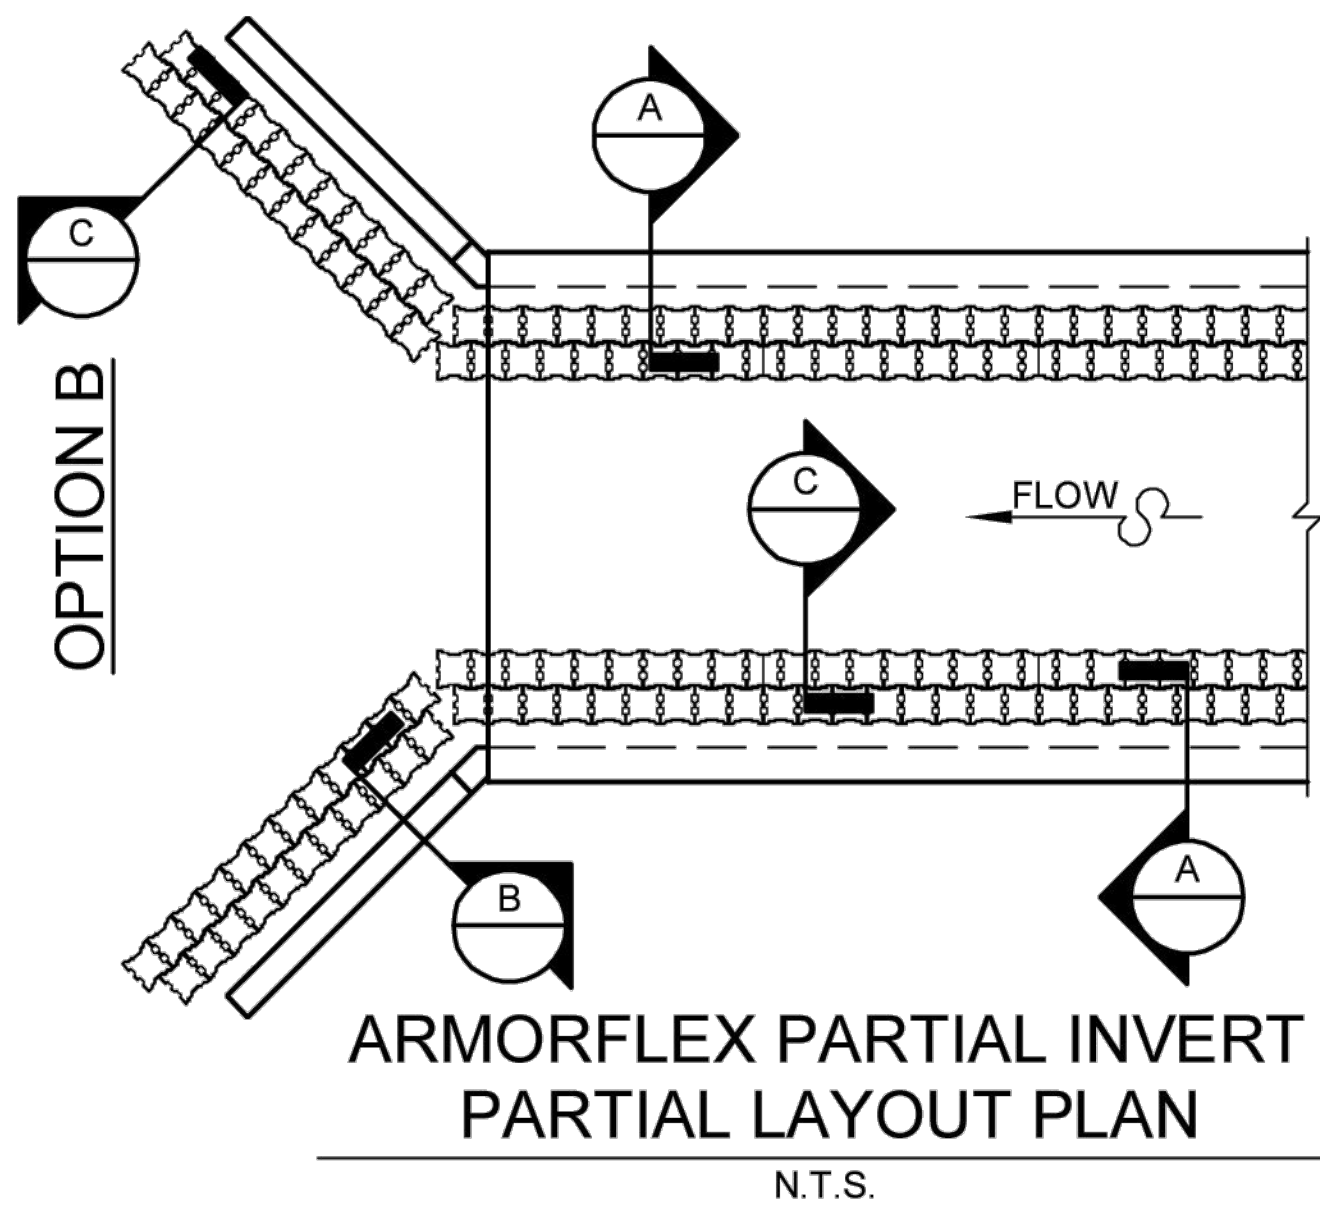 A
C
OPTION B
C
FLOW
B
A
ARMORFLEX PARTIAL INVERT
PARTIAL LAYOUT PLAN
N.T.S.